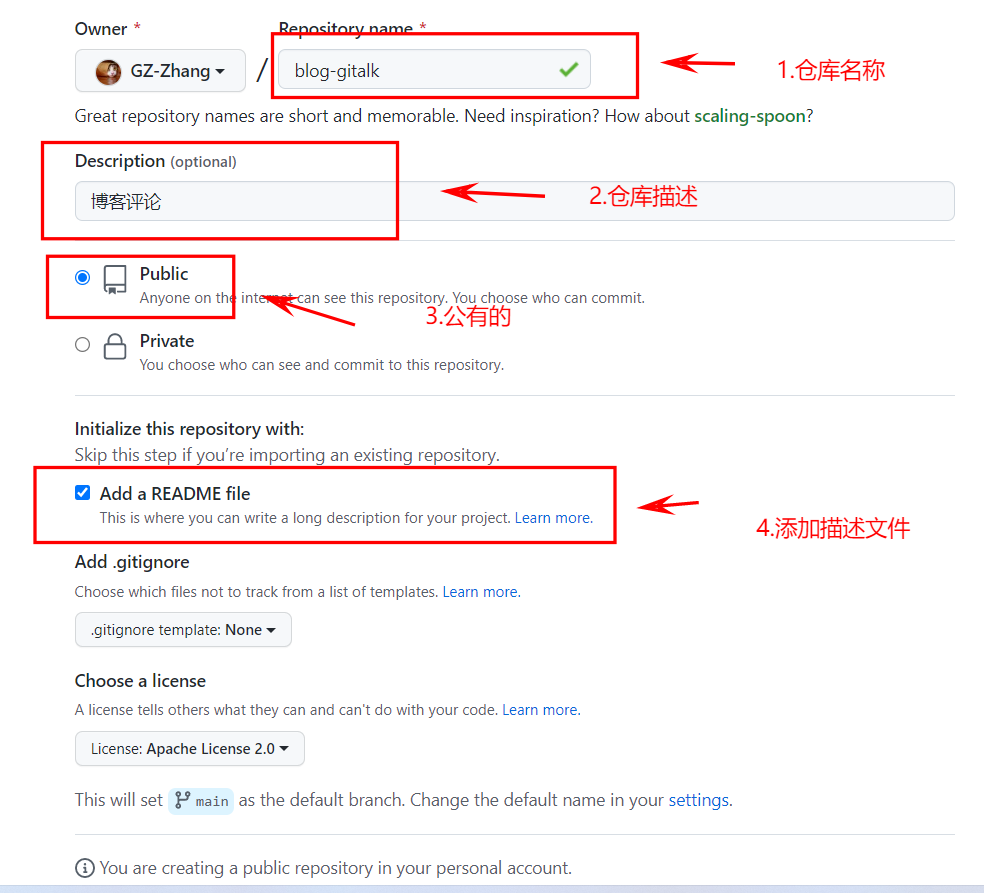 Owner * Repository name *
GZ-Zhang / blog-gitalk 1.仓库名称
Great repository names are short and memorable. Need inspiration? How about scaling-spoon?
Description (optional)
博客评论 2.仓库描述
Public
Anyone on the internet can see this repository. You choose who can commit.
3.公有的
Private
You choose who can see and commit to this repository.
Initialize this repository with:
Skip this step if you’re importing an existing repository.
Add a README file
This is where you can write a long description for your project. Learn more.
4.添加描述文件
Add .gitignore
Choose which files not to track from a list of templates. Learn more.
.gitignore template: None
Choose a license
A license tells others what they can and can't do with your code. Learn more.
License: Apache License 2.0
This will set main as the default branch. Change the default name in your settings.
You are creating a public repository in your personal account.